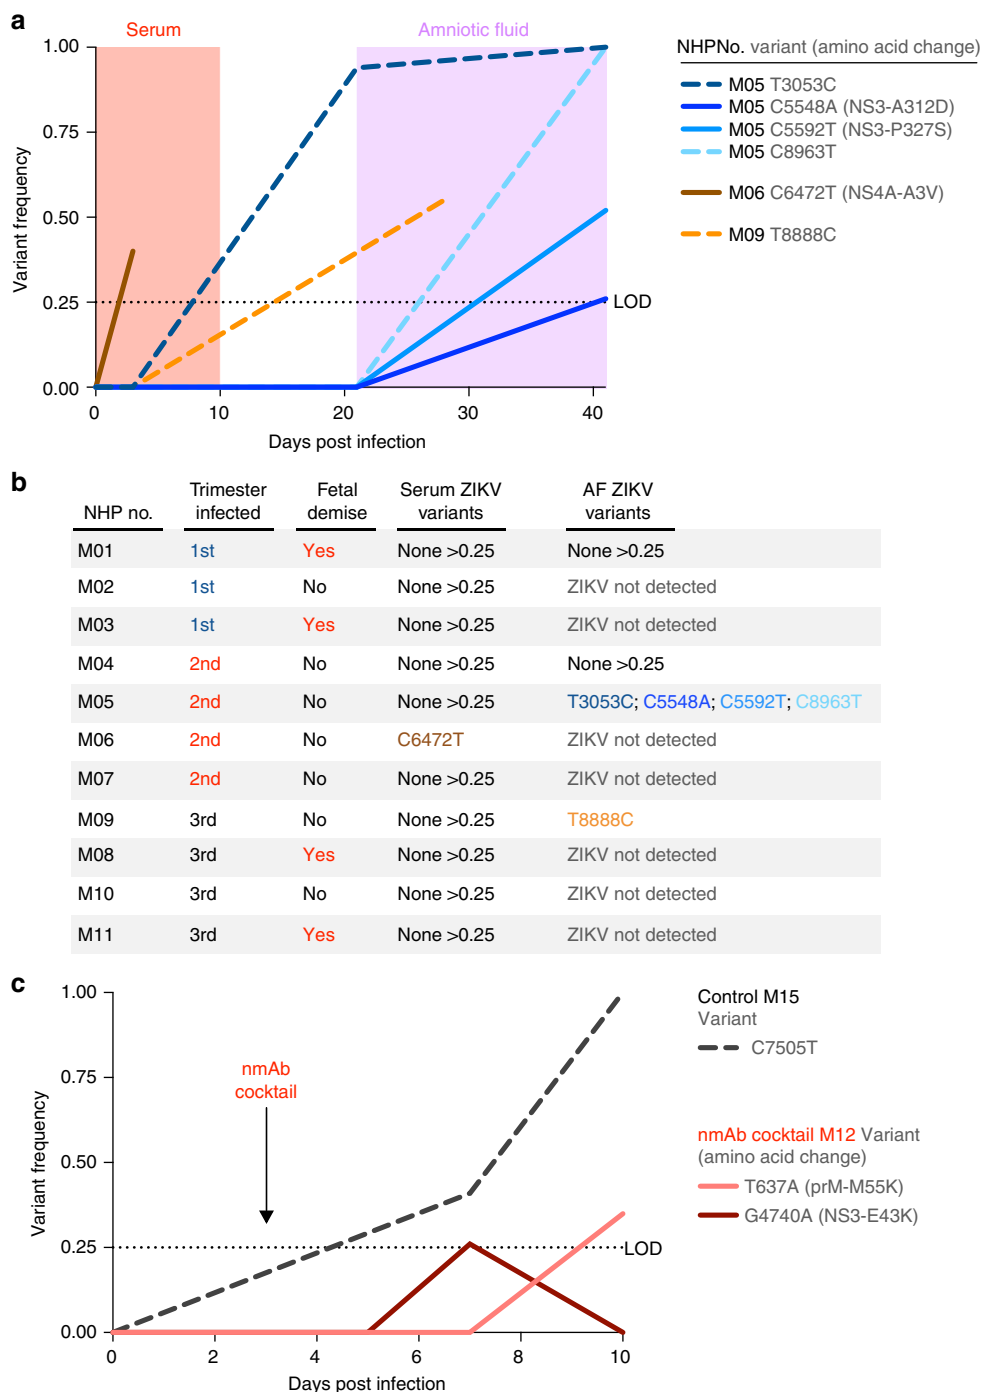 a
Serum
Amniotic fluid
1.00
0.75
0.50
0.25
0.00
Variant frequency
LOD
0
10
20
30
40
Days post infection
NHPNo. variant (amino acid change)
M05 T3053C
M05 C5548A (NS3-A312D)
M05 C5592T (NS3-P327S)
M05 C8963T
M06 C6472T (NS4A-A3V)
M09 T8888C
b
NHP no. Trimester infected Fetal demise Serum ZIKV variants AF ZIKV variants
M01 1st Yes None >0.25 None >0.25
M02 1st No None >0.25 ZIKV not detected
M03 1st Yes None >0.25 ZIKV not detected
M04 2nd No None >0.25 None >0.25
M05 2nd No None >0.25 T3053C; C5548A; C5592T; C8963T
M06 2nd No C6472T ZIKV not detected
M07 2nd No None >0.25 ZIKV not detected
M09 3rd No None >0.25 T8888C
M08 3rd Yes None >0.25 ZIKV not detected
M10 3rd No None >0.25 ZIKV not detected
M11 3rd Yes None >0.25 ZIKV not detected
c
1.00
0.75
0.50
0.25
0.00
Variant frequency
nmAb
cocktail
LOD
0
2
4
6
8
10
Days post infection
Control M15
Variant
C7505T
nmAb cocktail M12 Variant
(amino acid change)
T637A (prM-M55K)
G4740A (NS3-E43K)